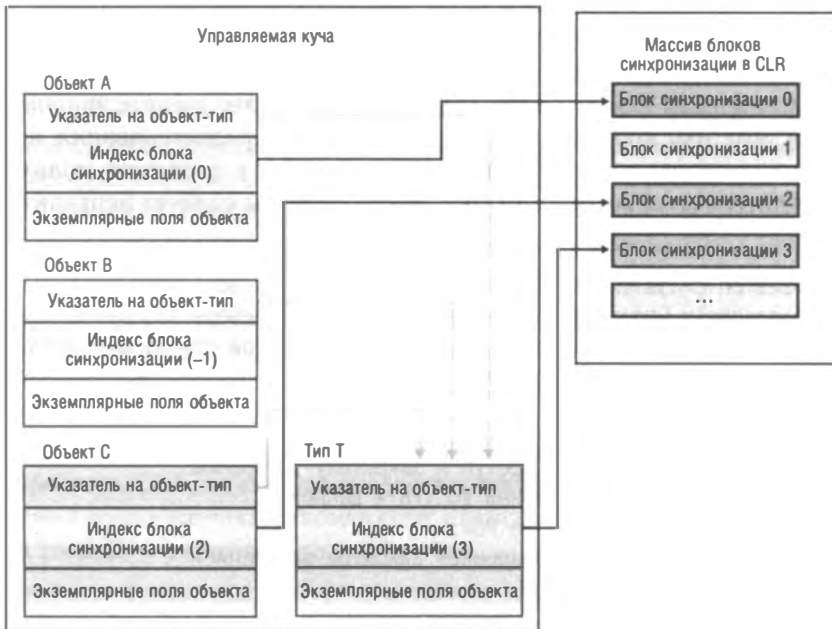 Управляемая куча
Объект А
Указатель на объект-тип
Индекс блока
синхронизации (0)
Экземплярные поля объекта
Объект В
Указатель на объект-тип
Индекс блока
синхронизации (–1)
Экземплярные поля объекта
Объект С
Указатель на объект-тип
Индекс блока
синхронизации (2)
Экземплярные поля объекта
Тип Т
Указатель на объект-тип
Индекс блока
синхронизации (3)
Экземплярные поля объекта
Массив блоков
синхронизации в CLR
Блок синхронизации 0
Блок синхронизации 1
Блок синхронизации 2
Блок синхронизации 3
...